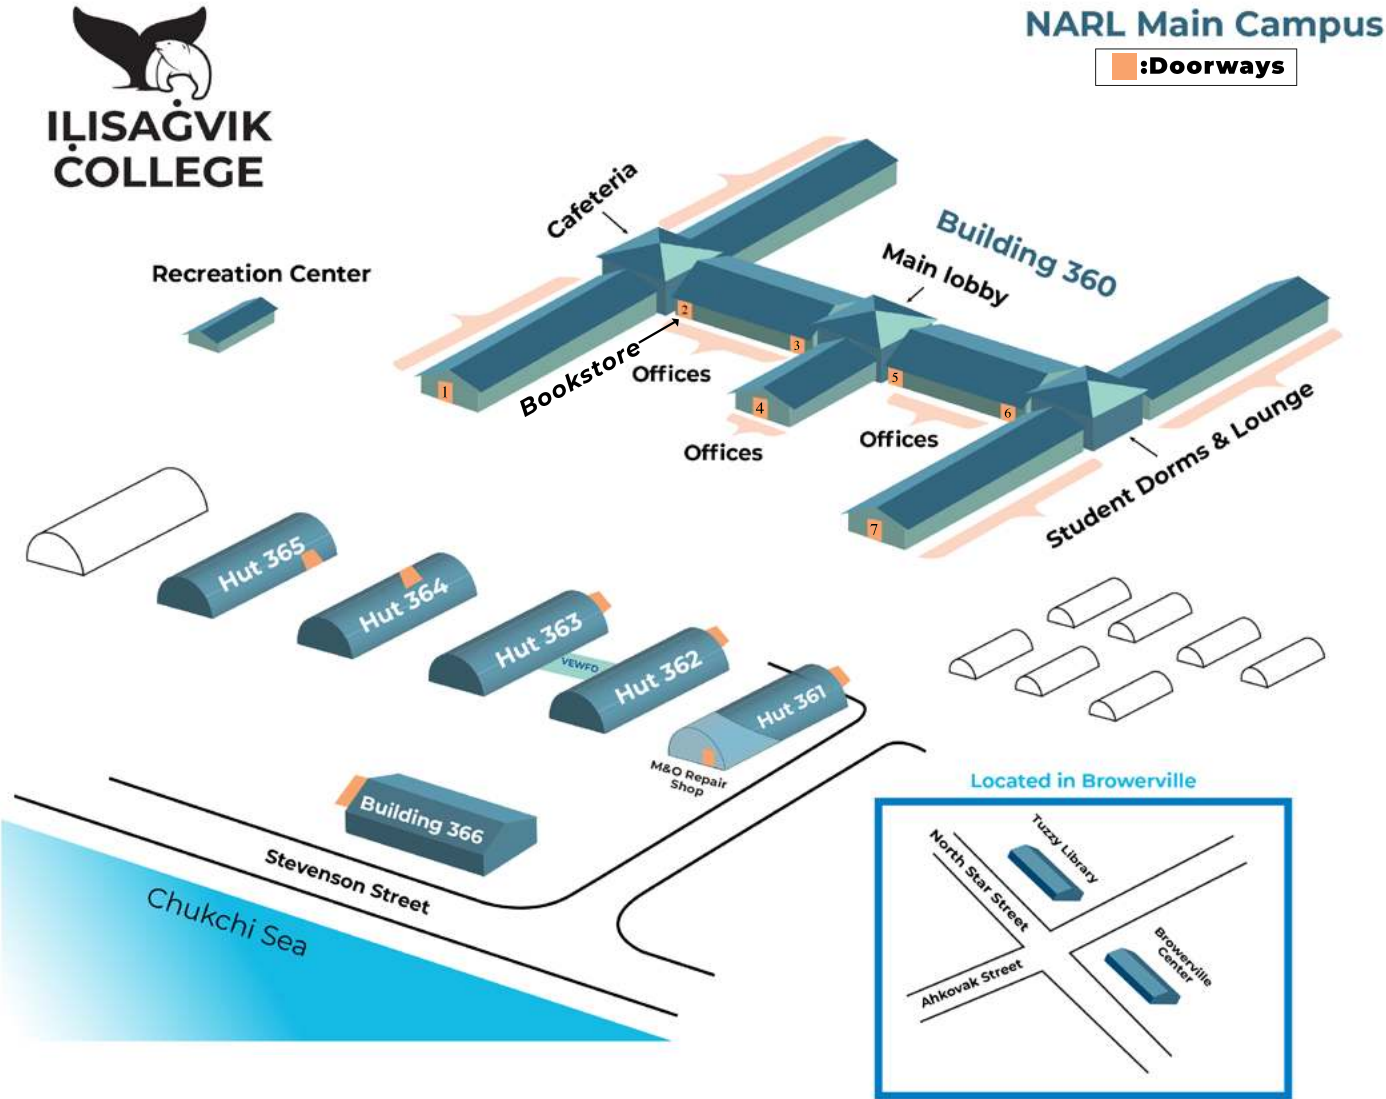 NARL Main Campus
:Doorways
IḶISAĠVIK
COLLEGE
Cafeteria
Building 360
Main lobby
Recreation Center
Bookstore
Offices
Offices
Offices
Student Dorms & Lounge
1
2
3
4
5
6
7
Hut 365
Hut 364
Hut 363
VEWFD
Hut 362
Hut 361
M&O Repair
Shop
Building 366
Stevenson Street
Chukchi Sea
Located in Browerville
Tuzzy Library
North Star Street
Browerville
Center
Ahkovak Street